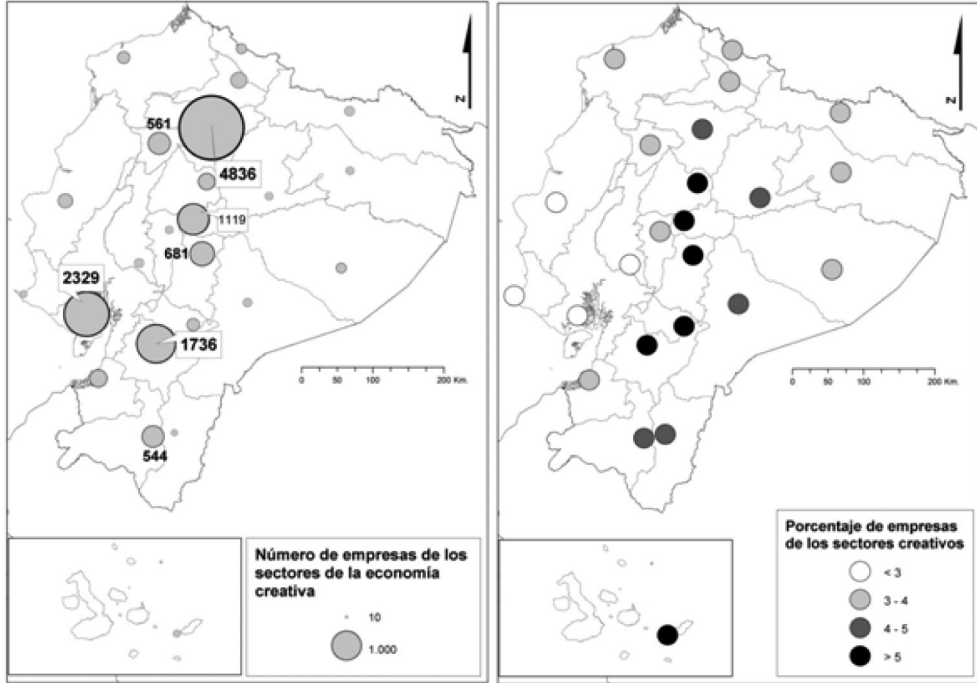 N
561
4836
1119
681
2329
1736
544
0 50 100 200 Km.
Número de empresas de los
sectores de la economía
creativa
10
1.000
N
0 50 100 200 Km.
Porcentaje de empresas
de los sectores creativos
< 3
3 - 4
4 - 5
> 5